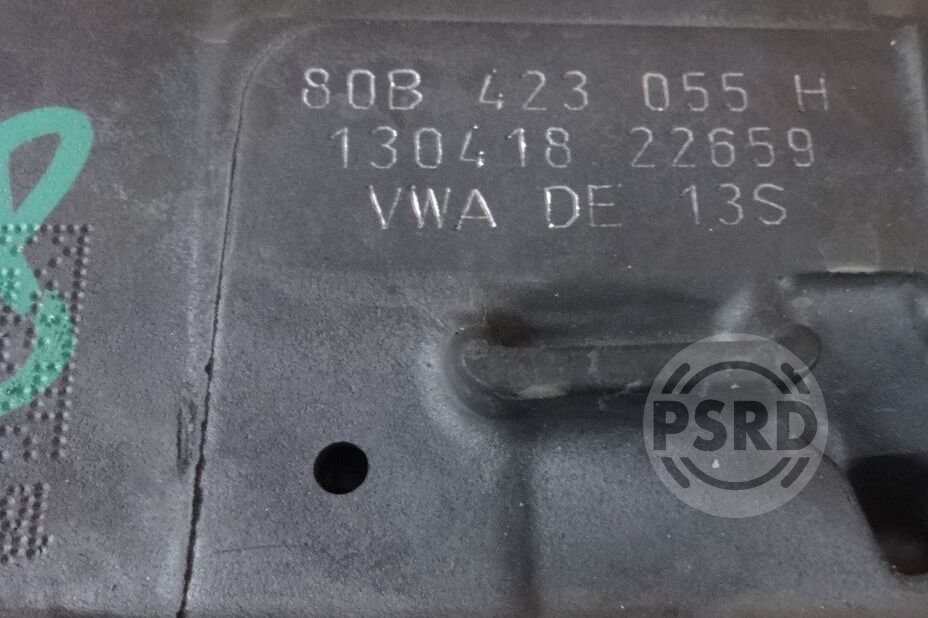 80B 423 055 H
130418 22659
VWA DE 13S
PSRD